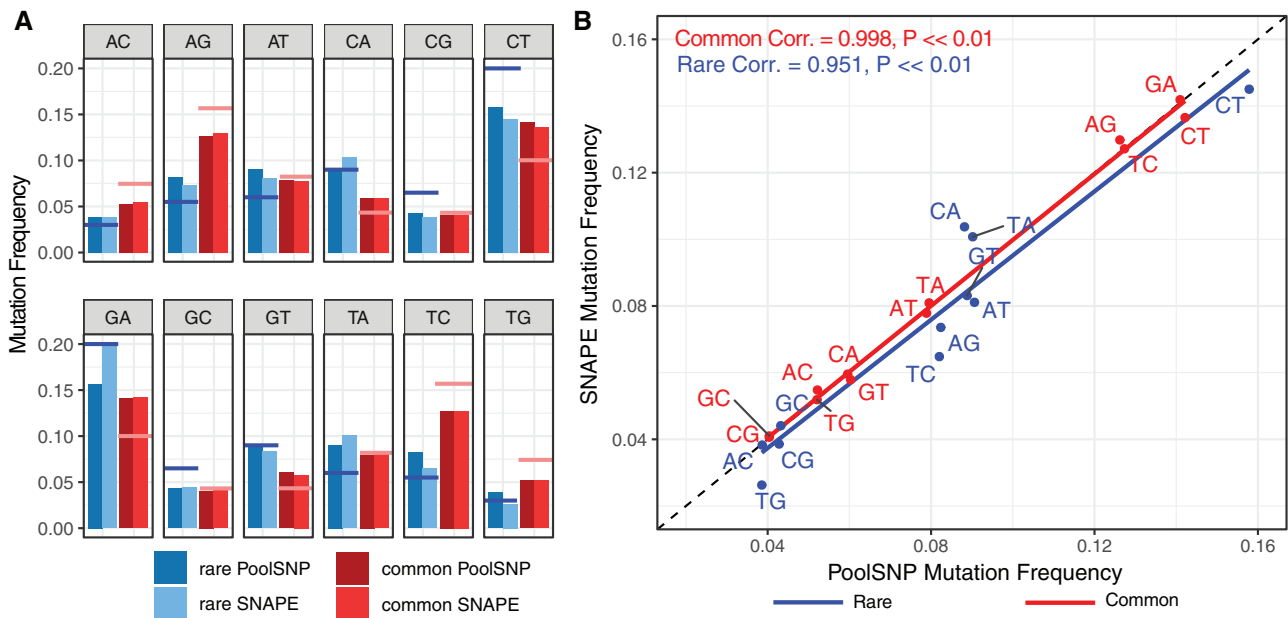 A
AC AG AT CA CG CT
0.20
0.15
0.10
0.05
0.00
Mutation Frequency
GA GC GT TA TC TG
0.20
0.15
0.10
0.05
0.00
rare PoolSNP
common PoolSNP
rare SNAPE
common SNAPE
B
Common Corr. = 0.998, P << 0.01
Rare Corr. = 0.951, P << 0.01
SNAPE Mutation Frequency
0.16
0.12
0.08
0.04
GA
CT
AG
CT
TC
CA
TA
GT
TA
AT
AT
AG
TC
CA
AC
GT
GC
GC
TG
CG
AC
CG
TG
0.04 0.08 0.12 0.16
PoolSNP Mutation Frequency
Rare
Common